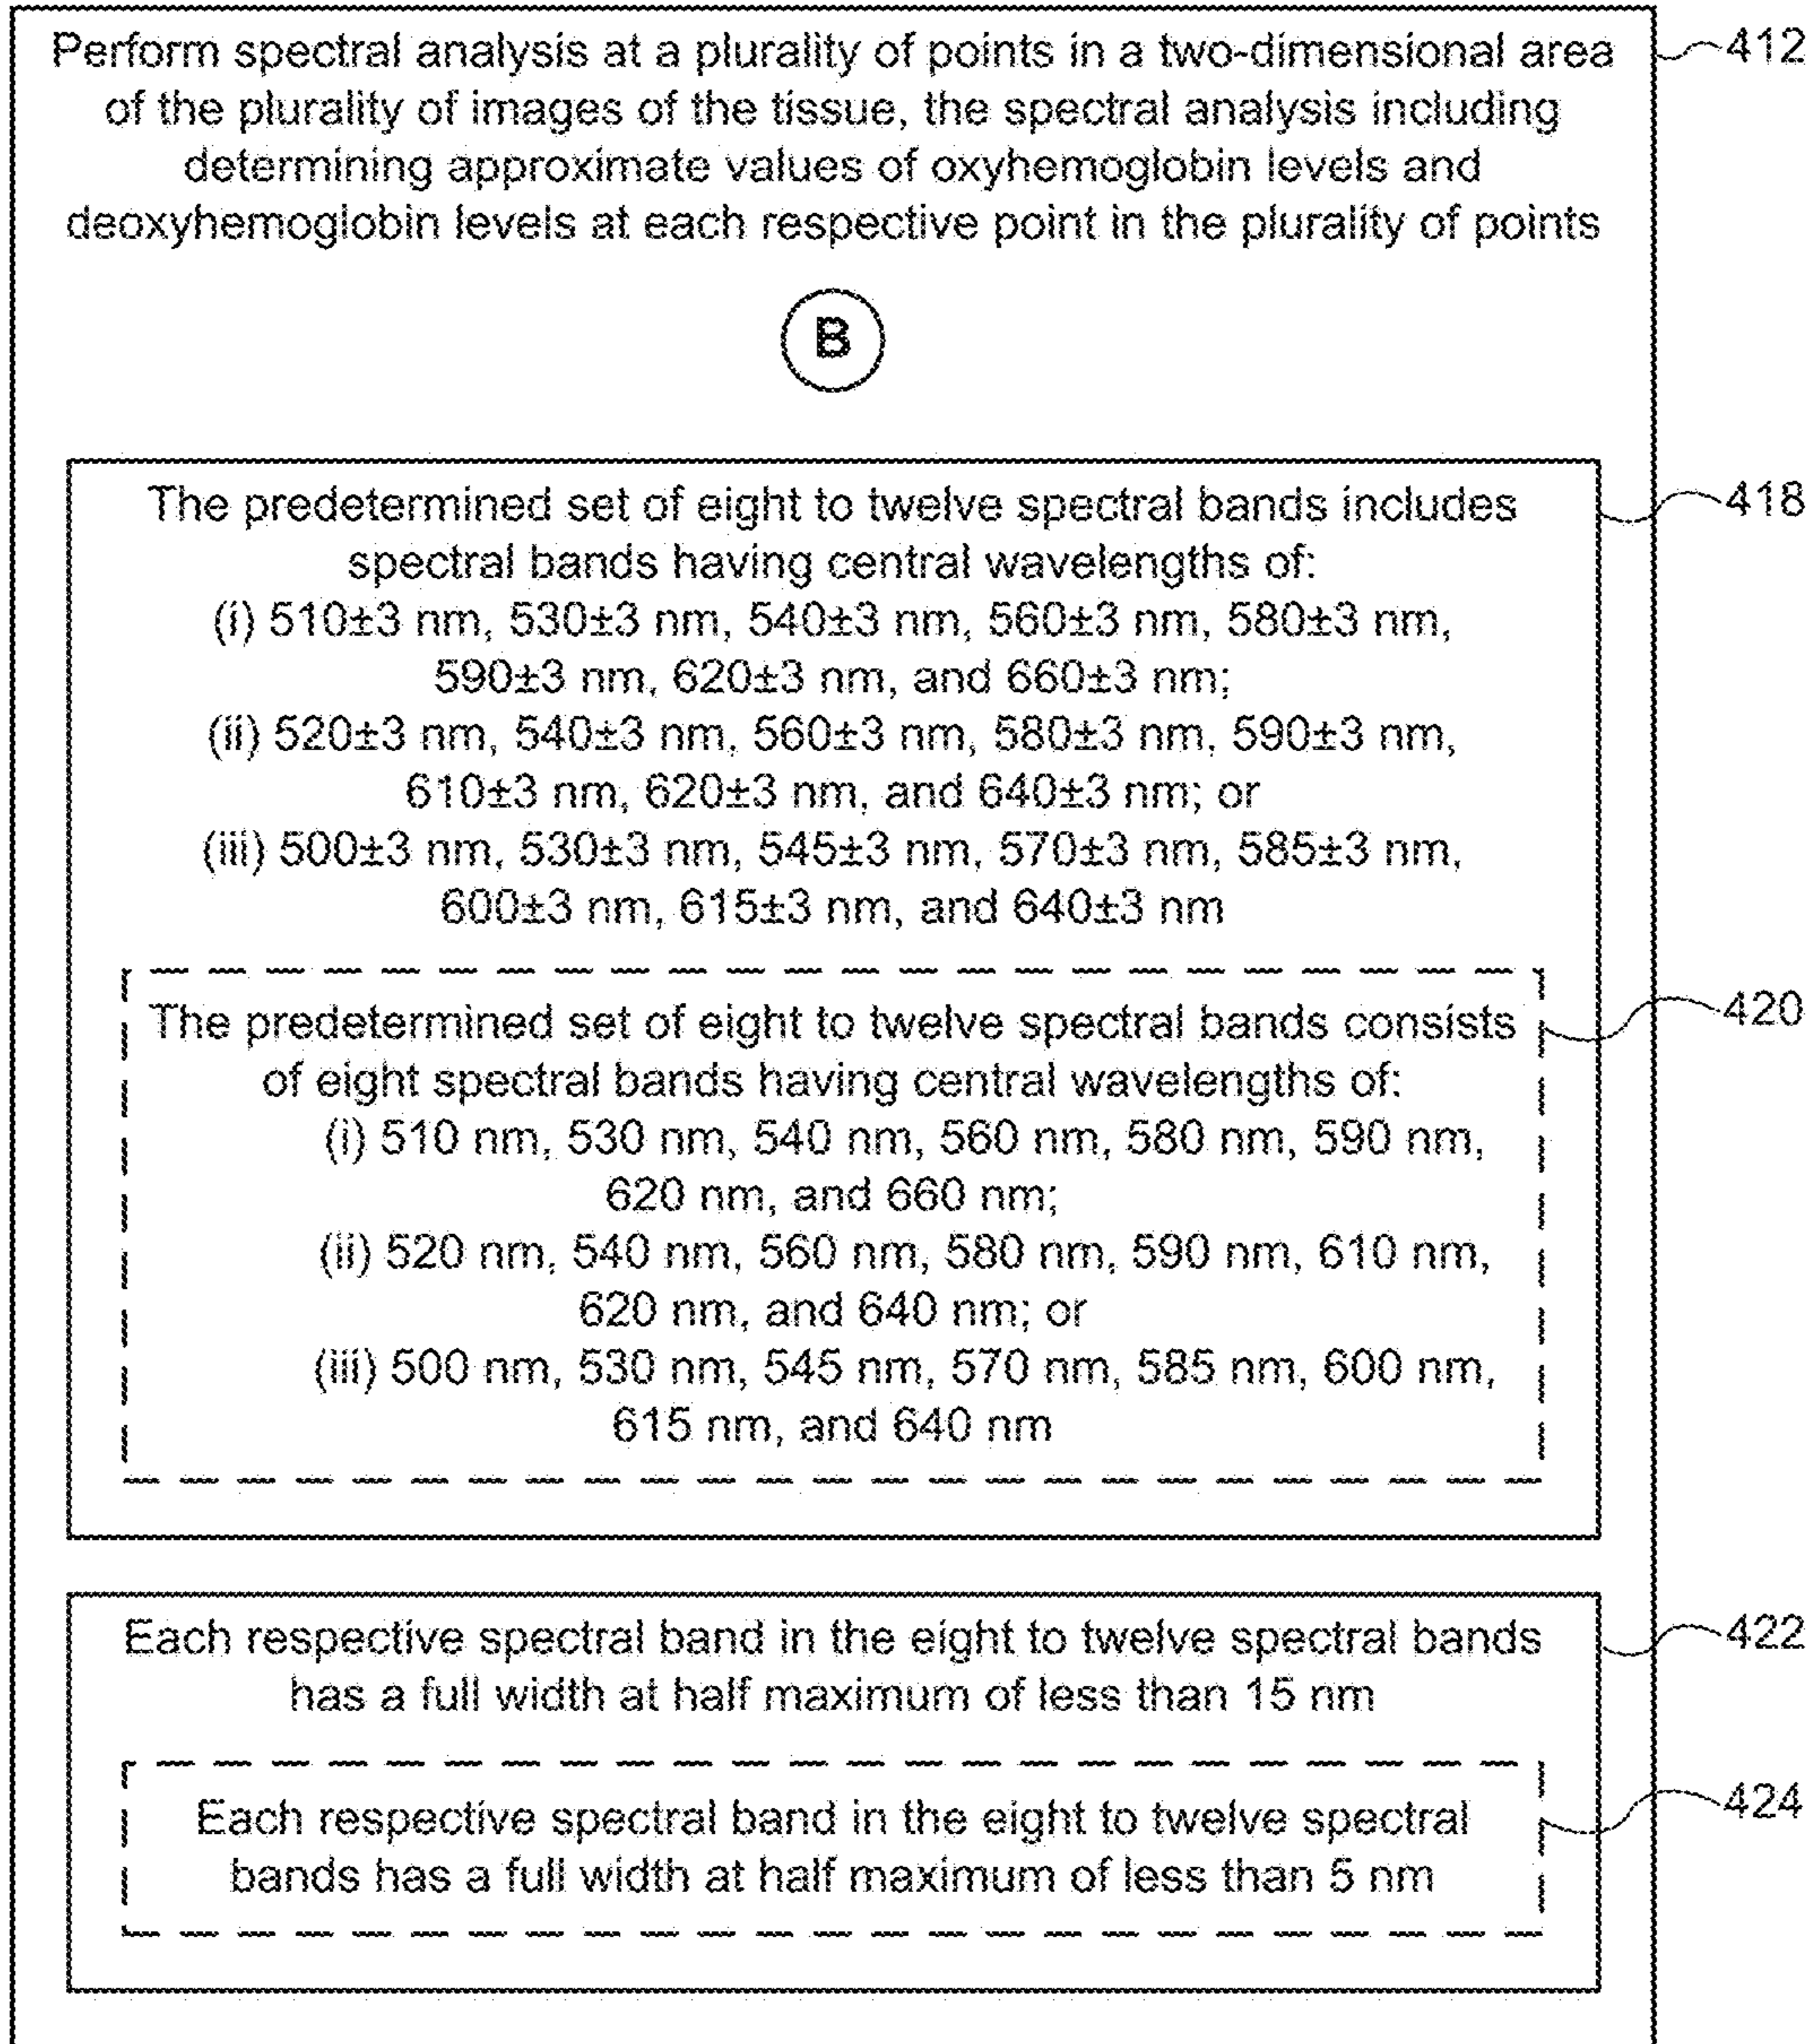 Perform spectral analysis at a plurality of points in a two-dimensional area
412
of the plurality of images of the tissue, the spectral analysis including
determining approximate values of oxyhemoglobin levels and
deoxyhemoglobin levels at each respective point in the plurality of points
B
The predetermined set of eight to twelve spectral bands includes
418
spectral bands having central wavelengths of:
(i) 510±3 nm, 530±3 nm, 540±3 nm, 560±3 nm, 580±3 nm,
590±3 nm, 620±3 nm, and 660±3 nm;
(ii) 520±3 nm, 540±3 nm, 560±3 nm, 580±3 nm, 590±3 nm,
610±3 nm, 620±3 nm, and 640±3 nm; or
(iii) 500±3 nm, 530±3 nm, 545±3 nm, 570±3 nm, 585±3 nm,
600±3 nm, 615±3 nm, and 640±3 nm
The predetermined set of eight to twelve spectral bands consists
420
of eight spectral bands having central wavelengths of:
(i) 510 nm, 530 nm, 540 nm, 560 nm, 580 nm, 590 nm,
620 nm, and 660 nm;
(ii) 520 nm, 540 nm, 560 nm, 580 nm, 590 nm, 610 nm,
620 nm, and 640 nm; or
(iii) 500 nm, 530 nm, 545 nm, 570 nm, 585 nm, 600 nm,
615 nm, and 640 nm
Each respective spectral band in the eight to twelve spectral bands
422
has a full width at half maximum of less than 15 nm
Each respective spectral band in the eight to twelve spectral
424
bands has a full width at half maximum of less than 5 nm